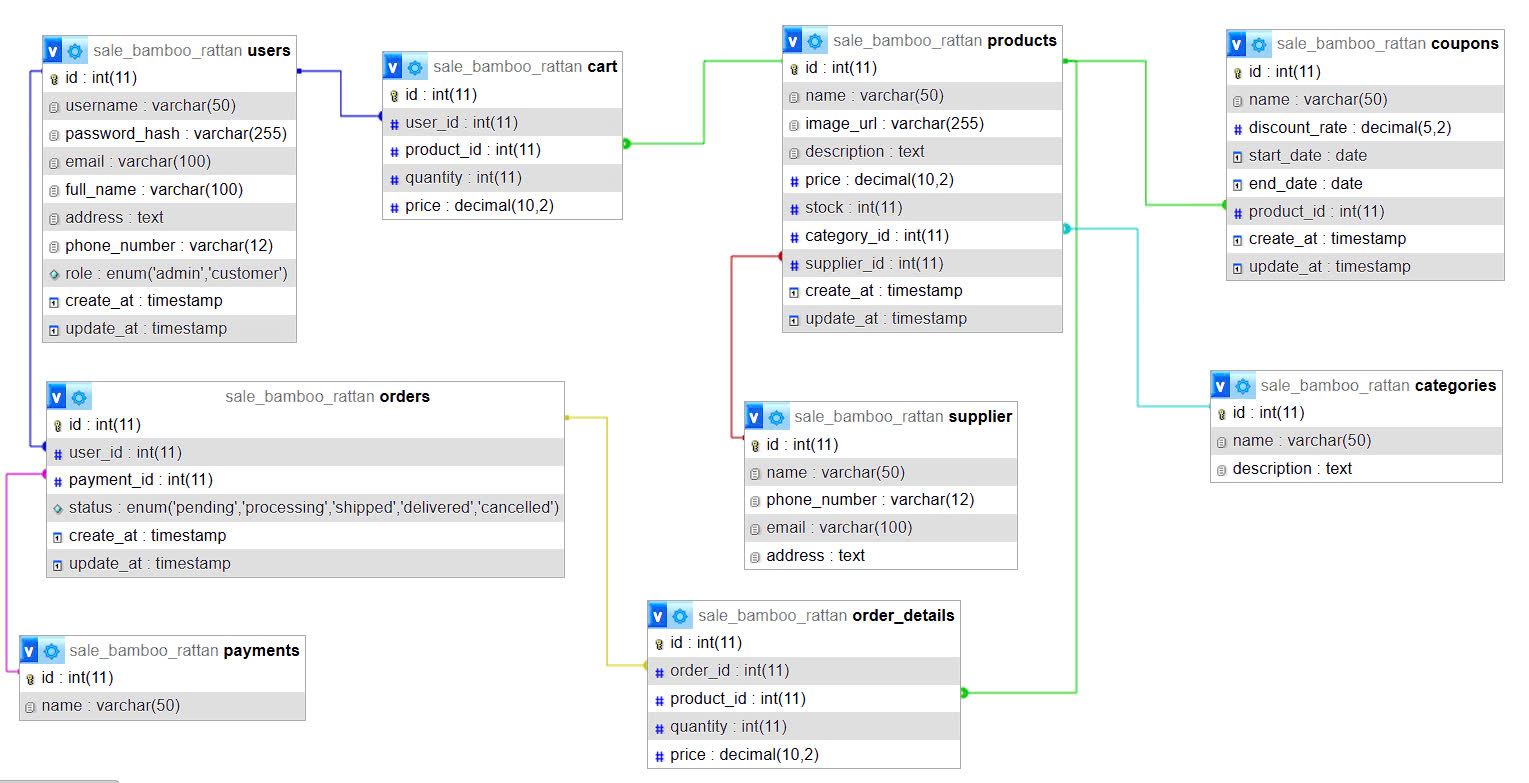 sale_bamboo_rattan users
id : int(11)
username : varchar(50)
password_hash : varchar(255)
email : varchar(100)
full_name : varchar(100)
address : text
phone_number : varchar(12)
role : enum('admin','customer')
create_at : timestamp
update_at : timestamp
sale_bamboo_rattan cart
id : int(11)
user_id : int(11)
product_id : int(11)
quantity : int(11)
price : decimal(10,2)
sale_bamboo_rattan products
id : int(11)
name : varchar(50)
image_url : varchar(255)
description : text
price : decimal(10,2)
stock : int(11)
category_id : int(11)
supplier_id : int(11)
create_at : timestamp
update_at : timestamp
sale_bamboo_rattan coupons
id : int(11)
name : varchar(50)
discount_rate : decimal(5,2)
start_date : date
end_date : date
product_id : int(11)
create_at : timestamp
update_at : timestamp
sale_bamboo_rattan orders
id : int(11)
user_id : int(11)
payment_id : int(11)
status : enum('pending','processing','shipped','delivered','cancelled')
create_at : timestamp
update_at : timestamp
sale_bamboo_rattan supplier
id : int(11)
name : varchar(50)
phone_number : varchar(12)
email : varchar(100)
address : text
sale_bamboo_rattan categories
id : int(11)
name : varchar(50)
description : text
sale_bamboo_rattan payments
id : int(11)
name : varchar(50)
sale_bamboo_rattan order_details
id : int(11)
order_id : int(11)
product_id : int(11)
quantity : int(11)
price : decimal(10,2)